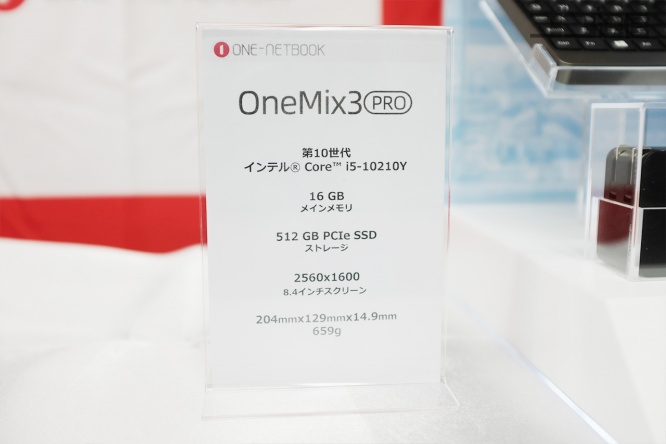 ONE-NETBOOK
OneMix3 PRO
第10世代
インテル® Core™ i5-10210Y
16 GB
メインメモリ
512 GB PCIe SSD
ストレージ
2560x1600
8.4インチスクリーン
204mmx129mmx14.9mm
659g